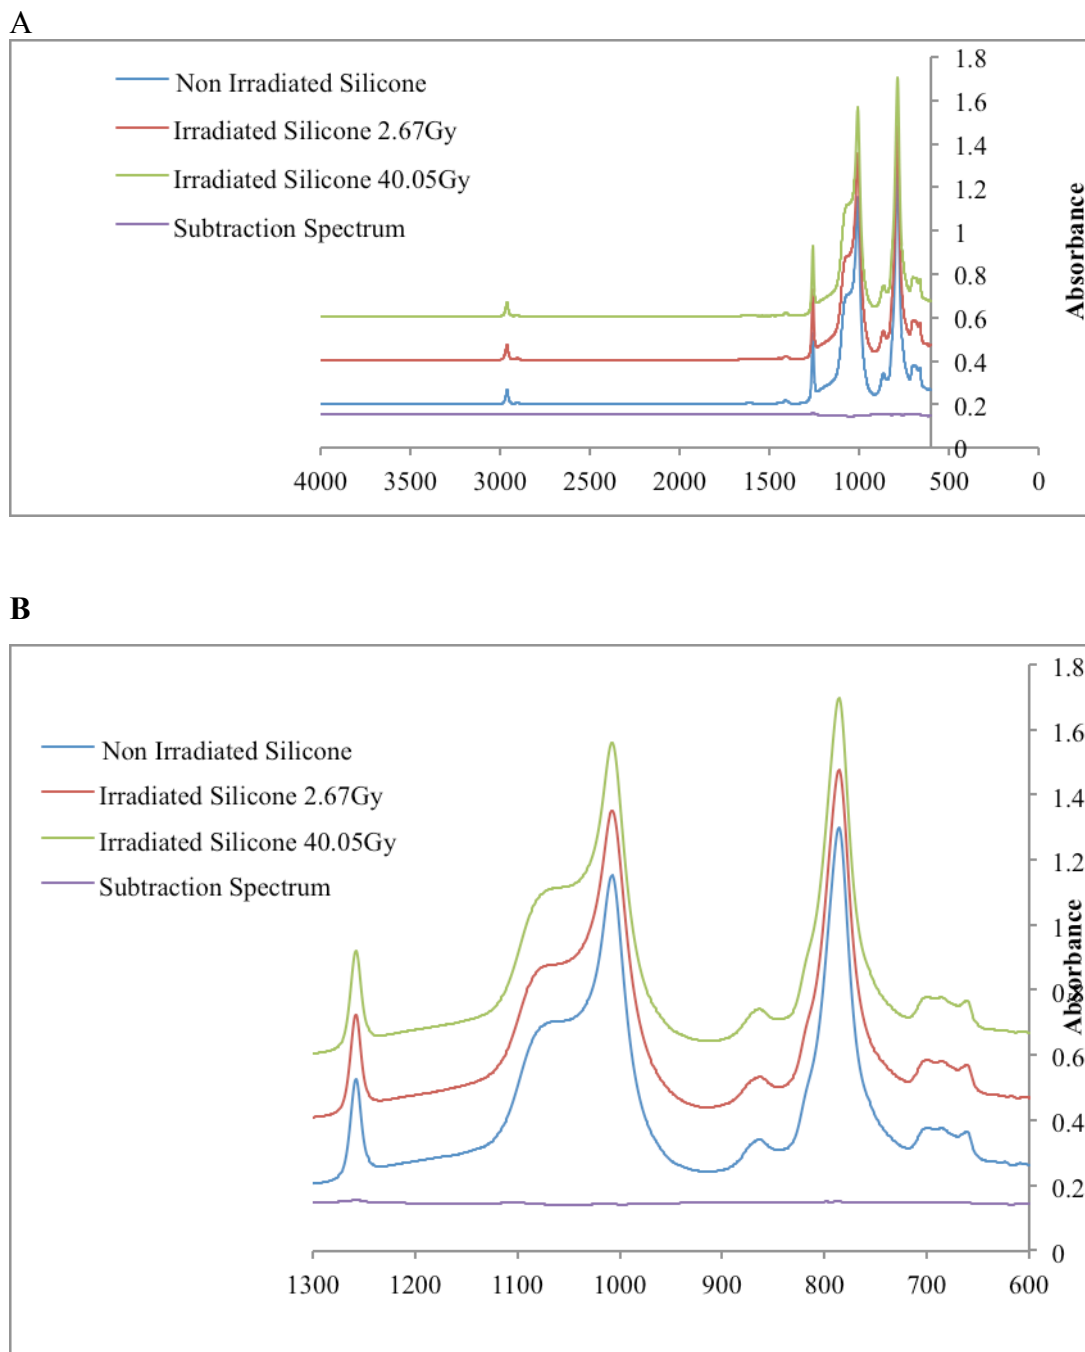 A
Non Irradiated Silicone
Irradiated Silicone 2.67Gy
Irradiated Silicone 40.05Gy
Subtraction Spectrum
1.8
1.6
1.4
1.2
1
0.8
0.6
0.4
0.2
0
Absorbance
4000 3500 3000 2500 2000 1500 1000 500 0
B
Non Irradiated Silicone
Irradiated Silicone 2.67Gy
Irradiated Silicone 40.05Gy
Subtraction Spectrum
1.8
1.6
1.4
1.2
1
0.8
0.6
0.4
0.2
0
Absorbance
1300 1200 1100 1000 900 800 700 600